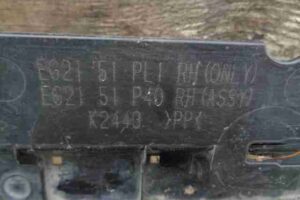 EG21 51 PL1 RH(ONLY)
EG21 51 P40 RH(ASSY)
K2443 >PP<